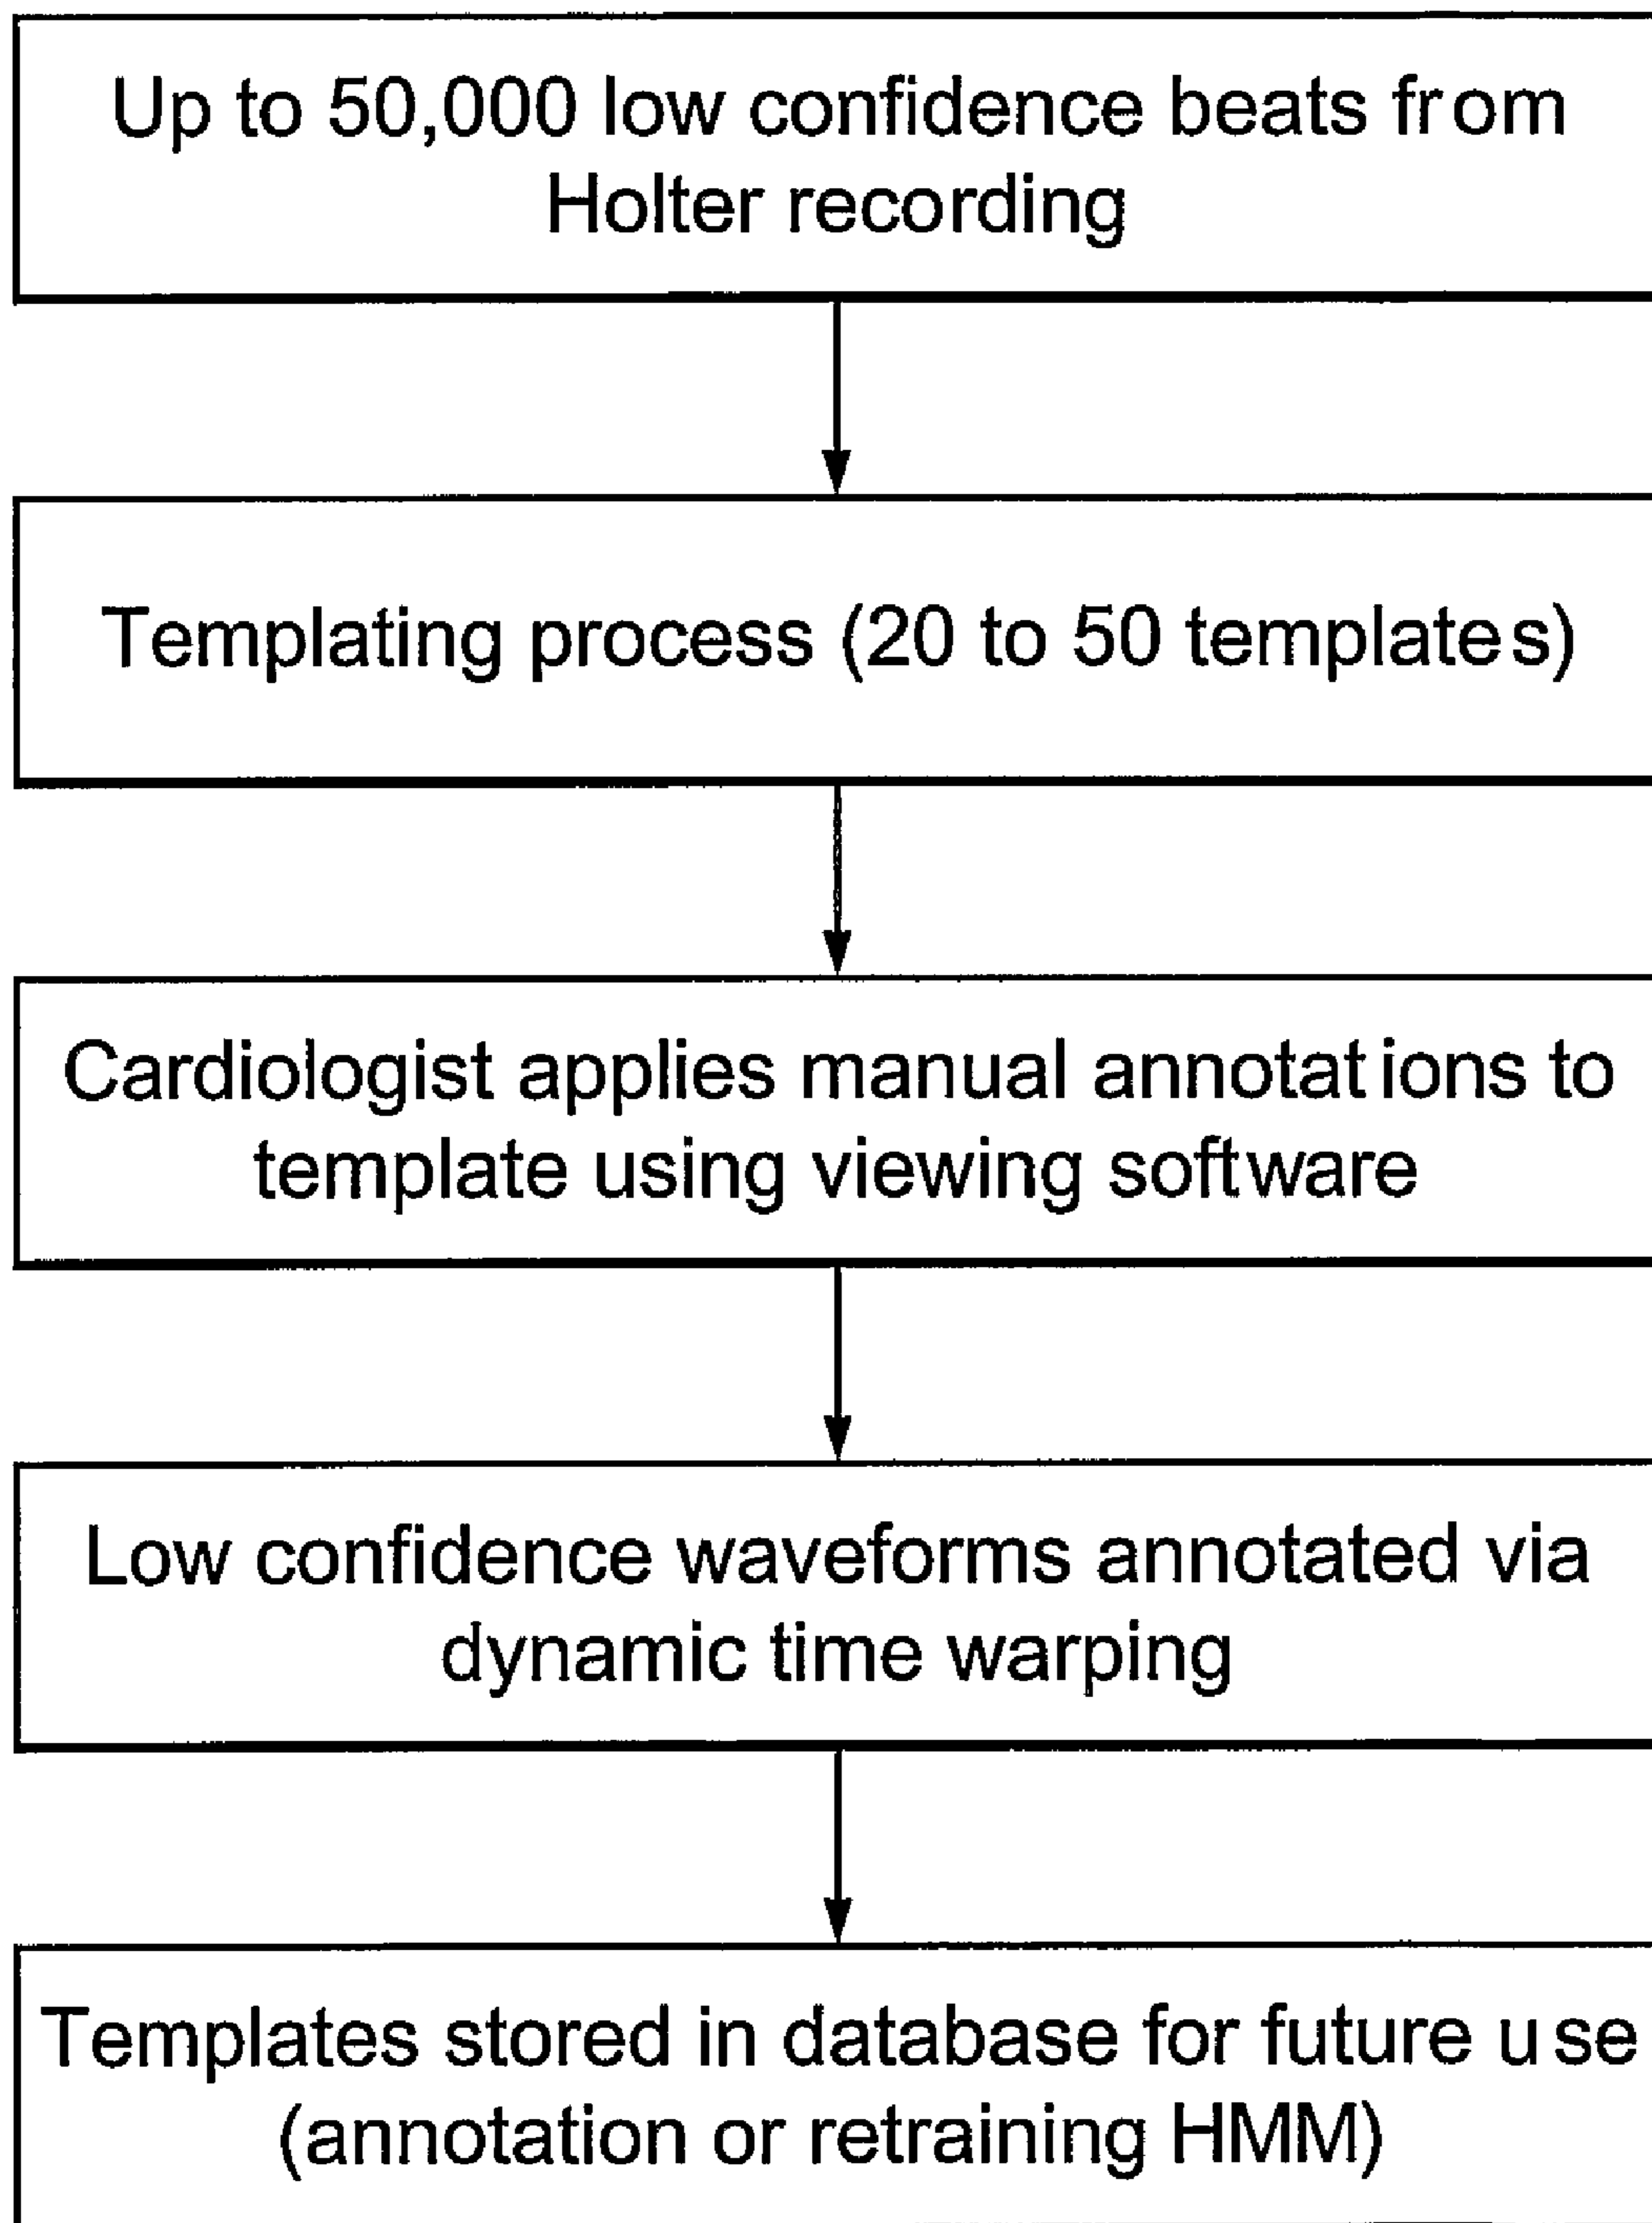 Up to 50,000 low confidence beats from
Holter recording
Templating process (20 to 50 templates)
Cardiologist applies manual annotations to
template using viewing software
Low confidence waveforms annotated via
dynamic time warping
Templates stored in database for future use
(annotation or retraining HMM)